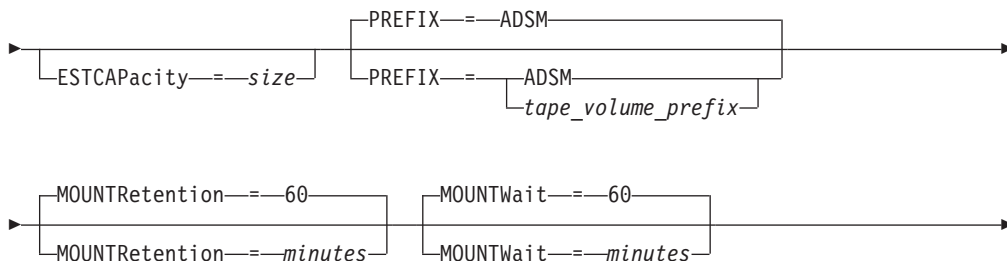 PREFIX = ADSM
ESTCAPacity = size
PREFIX = ADSM
tape_volume_prefix
MOUNTRetention = 60 MOUNTWait = 60
MOUNTRetention = minutes MOUNTWait = minutes